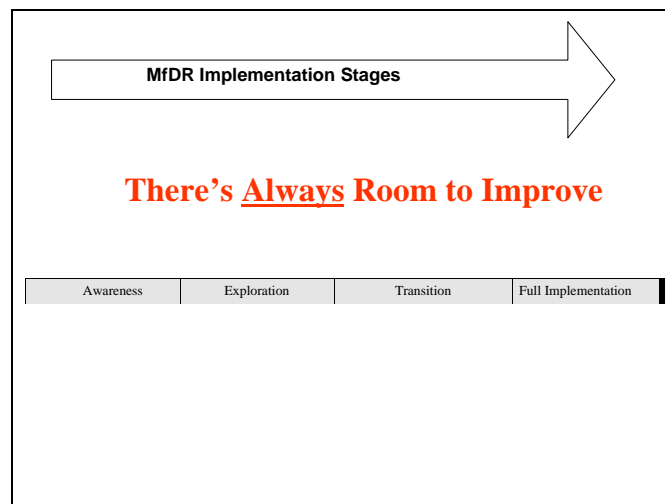 MfDR Implementation Stages
There's Always Room to Improve
Awareness Exploration Transition Full Implementation